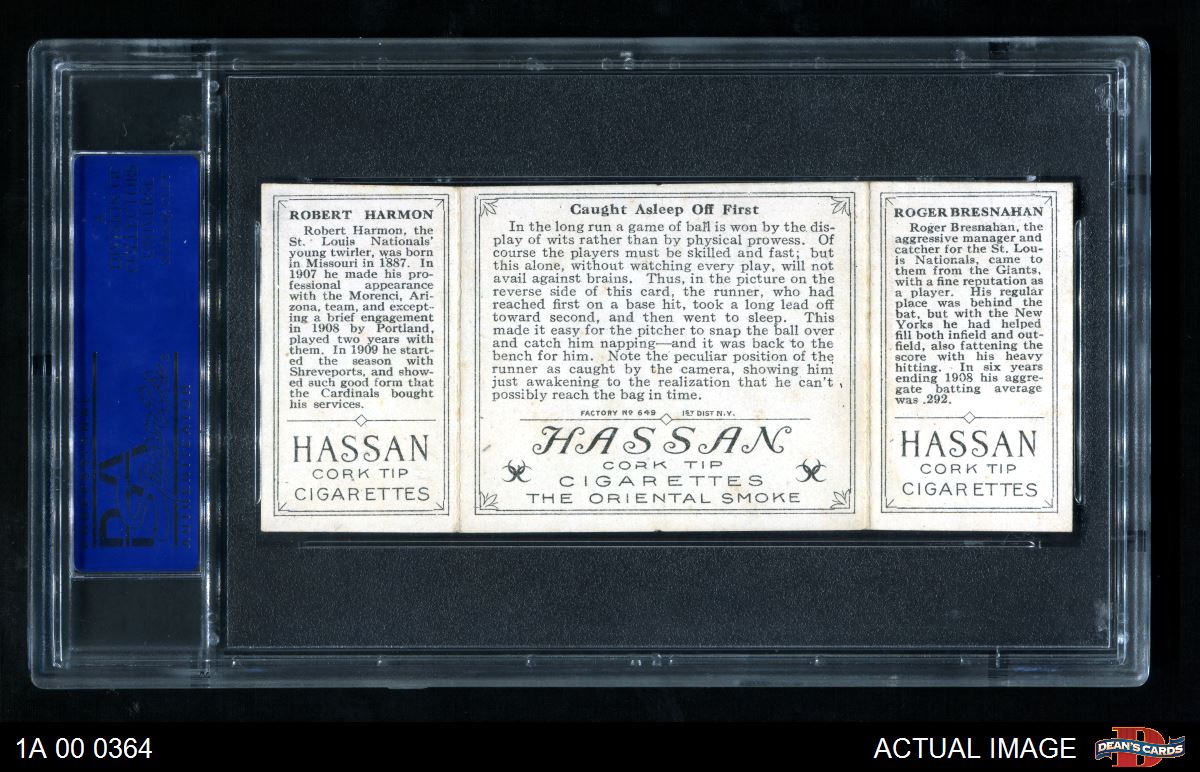 ROBERT HARMON
Robert Harmon, the
St. Louis Nationals'
young twirler, was born
in Missouri in 1887. In
1907 he made his pro-
fessional appearance
with the Morenci, Ari-
zona, team, and except-
ing a brief engagement
in 1908 by Portland,
played two years with
them. In 1909 he start-
ed the season with
Shreveports, and show-
ed such good form that
the Cardinals bought
his services.
HASSAN
CORK TIP
CIGARETTES
Caught Asleep Off First
In the long run a game of ball is won by the dis-
play of wits rather than by physical prowess. Of
course the players must be skilled and fast; but
this alone, without watching every play, will not
avail against brains. Thus, in the picture on the
reverse side of this card, the runner, who had
reached first on a base hit, took a long lead off
toward second, and then went to sleep. This
made it easy for the pitcher to snap the ball over
and catch him napping—and it was back to the
bench for him. Note the peculiar position of the
runner as caught by the camera, showing him
just awakening to the realization that he can't
possibly reach the bag in time.
FACTORY Nº 649 1ST DIST N.Y.
HASSAN
CORK TIP
CIGARETTES
THE ORIENTAL SMOKE
ROGER BRESNAHAN
Roger Bresnahan, the
aggressive manager and
catcher for the St. Lou-
is Nationals, came to
them from the Giants,
with a fine reputation as
a player. His regular
place was behind the
bat, but with the New
Yorks he had helped
fill both infield and out-
field, also fattening the
score with his heavy
hitting. In six years
ending 1908 his aggre-
gate batting average
was .292.
HASSAN
CORK TIP
CIGARETTES
PSA
1A 00 0364
ACTUAL IMAGE
DEAN'S CARDS